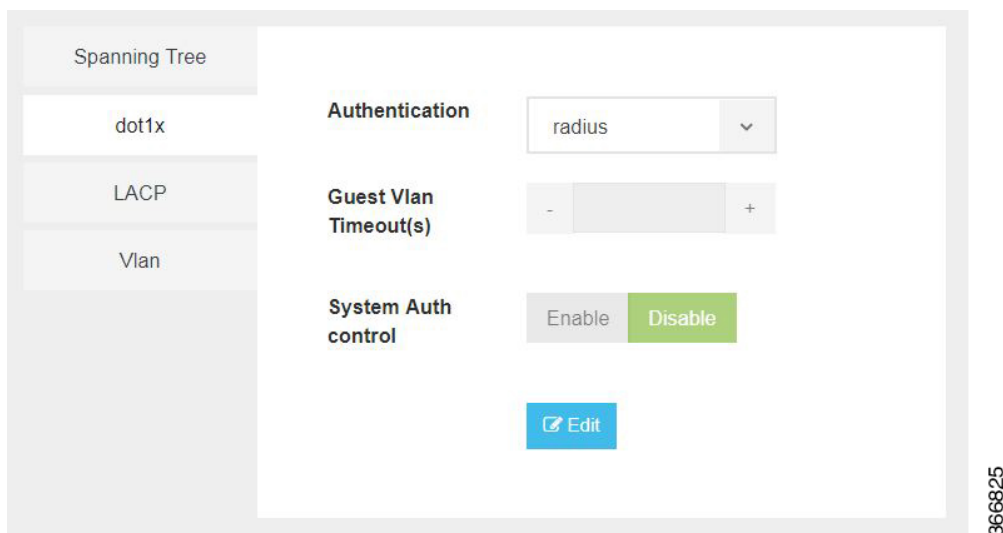 Spanning Tree
dot1x
LACP
Vlan
Authentication
radius
Guest Vlan
Timeout(s)
-
+
System Auth
control
Enable
Disable
Edit
366825